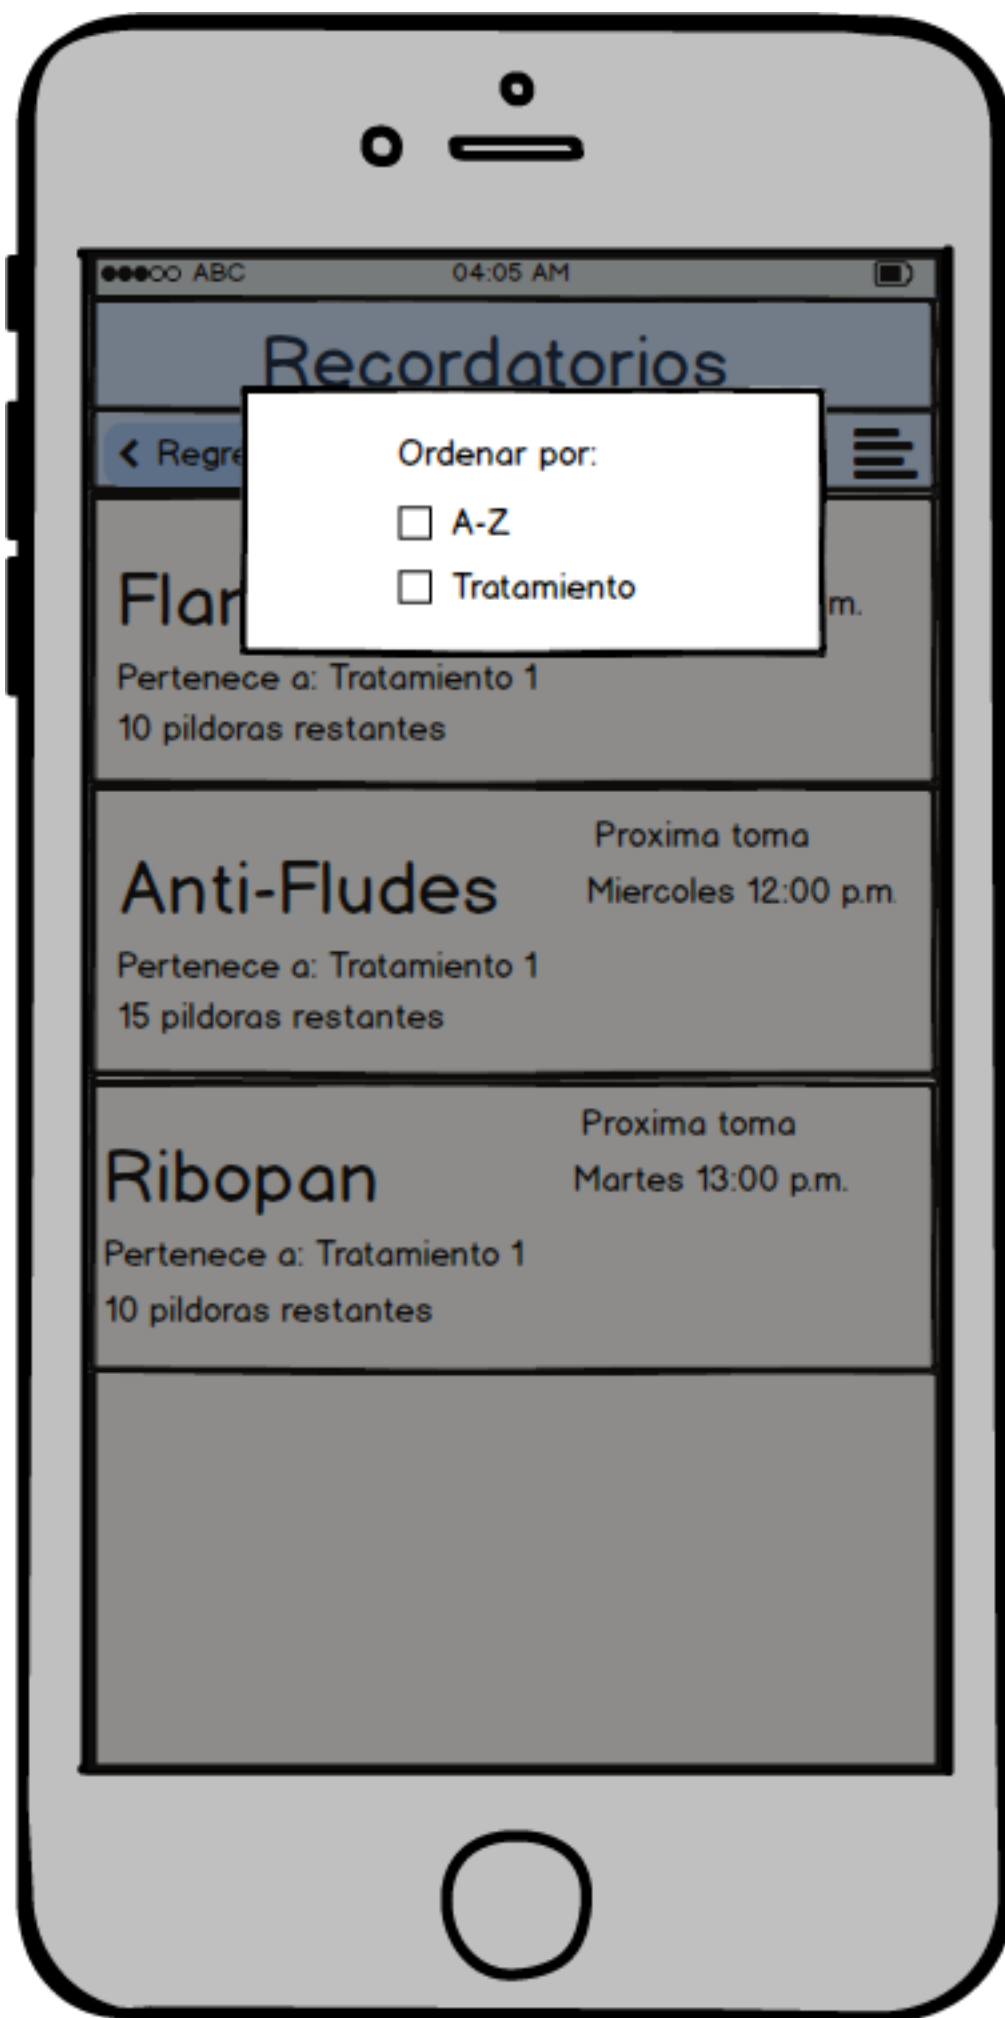 ABC 04:05 AM
Recordatorios
Ordenar por:
A-Z
Tratamiento
m.
Pertenece a: Tratamiento 1
10 pildoras restantes
Proxima toma
Anti-Fludes
Miercoles 12:00 p.m.
Pertenece a: Tratamiento 1
15 pildoras restantes
Proxima toma
Ribopan
Martes 13:00 p.m.
Pertenece a: Tratamiento 1
10 pildoras restantes